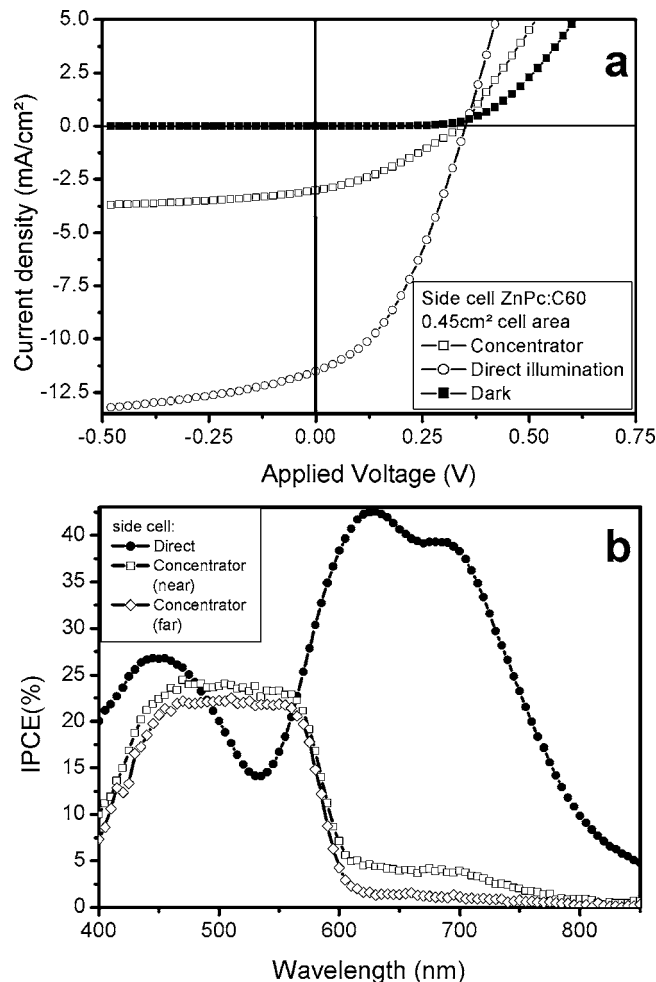 a
5.0
2.5
0.0
-2.5
-5.0
-7.5
-10.0
-12.5
Current density (mA/cm²)
Side cell ZnPc:C60
0.45cm² cell area
Concentrator
Direct illumination
Dark
-0.50 -0.25 0.00 0.25 0.50 0.75
Applied Voltage (V)
b
40
35
30
25
20
15
10
5
0
IPCE(%)
side cell:
Direct
Concentrator
(near)
Concentrator
(far)
400 500 600 700 800
Wavelength (nm)